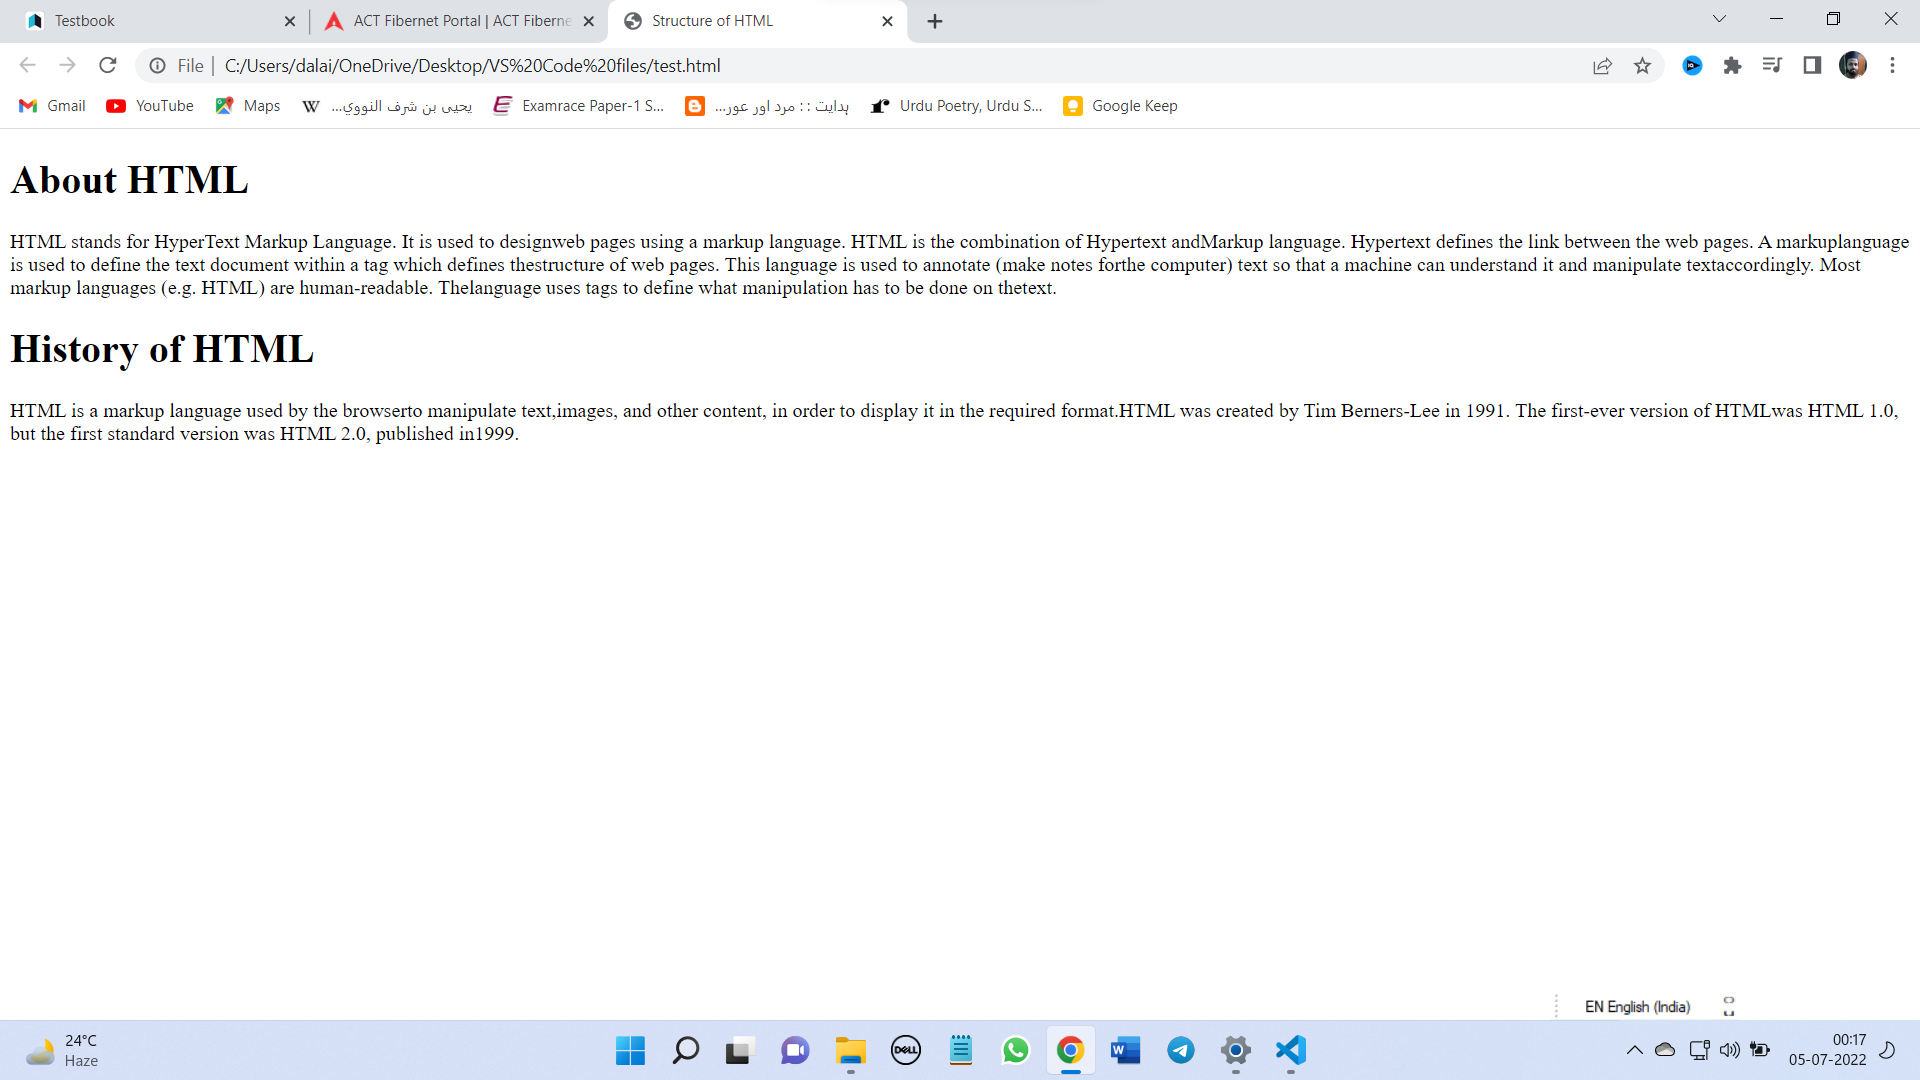 Testbook
ACT Fibernet Portal | ACT Fiberne
Structure of HTML
File | C:/Users/dalai/OneDrive/Desktop/VS%20Code%20files/test.html
Gmail YouTube Maps W يحيى بن شرف النووي... Examrace Paper-1 S... ہدایت : : مرد اور عور... Urdu Poetry, Urdu S... Google Keep
About HTML
HTML stands for HyperText Markup Language. It is used to designweb pages using a markup language. HTML is the combination of Hypertext andMarkup language. Hypertext defines the link between the web pages. A markuplanguage
is used to define the text document within a tag which defines thestructure of web pages. This language is used to annotate (make notes forthe computer) text so that a machine can understand it and manipulate textaccordingly. Most
markup languages (e.g. HTML) are human-readable. Thelanguage uses tags to define what manipulation has to be done on thetext.
History of HTML
HTML is a markup language used by the browserto manipulate text,images, and other content, in order to display it in the required format.HTML was created by Tim Berners-Lee in 1991. The first-ever version of HTMLwas HTML 1.0,
but the first standard version was HTML 2.0, published in1999.
EN English (India)
24°C
Haze
DELL
W
00:17
05-07-2022